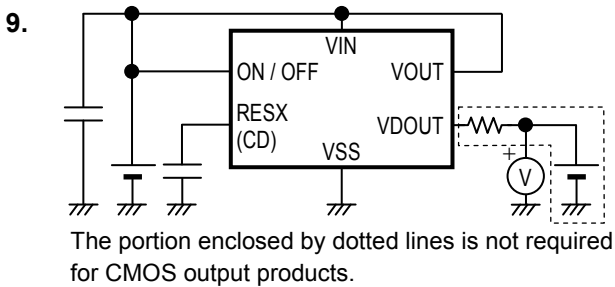 9.
VIN
ON / OFF VOUT
RESX
(CD)
VDOUT
VSS
+
V
The portion enclosed by dotted lines is not required
for CMOS output products.